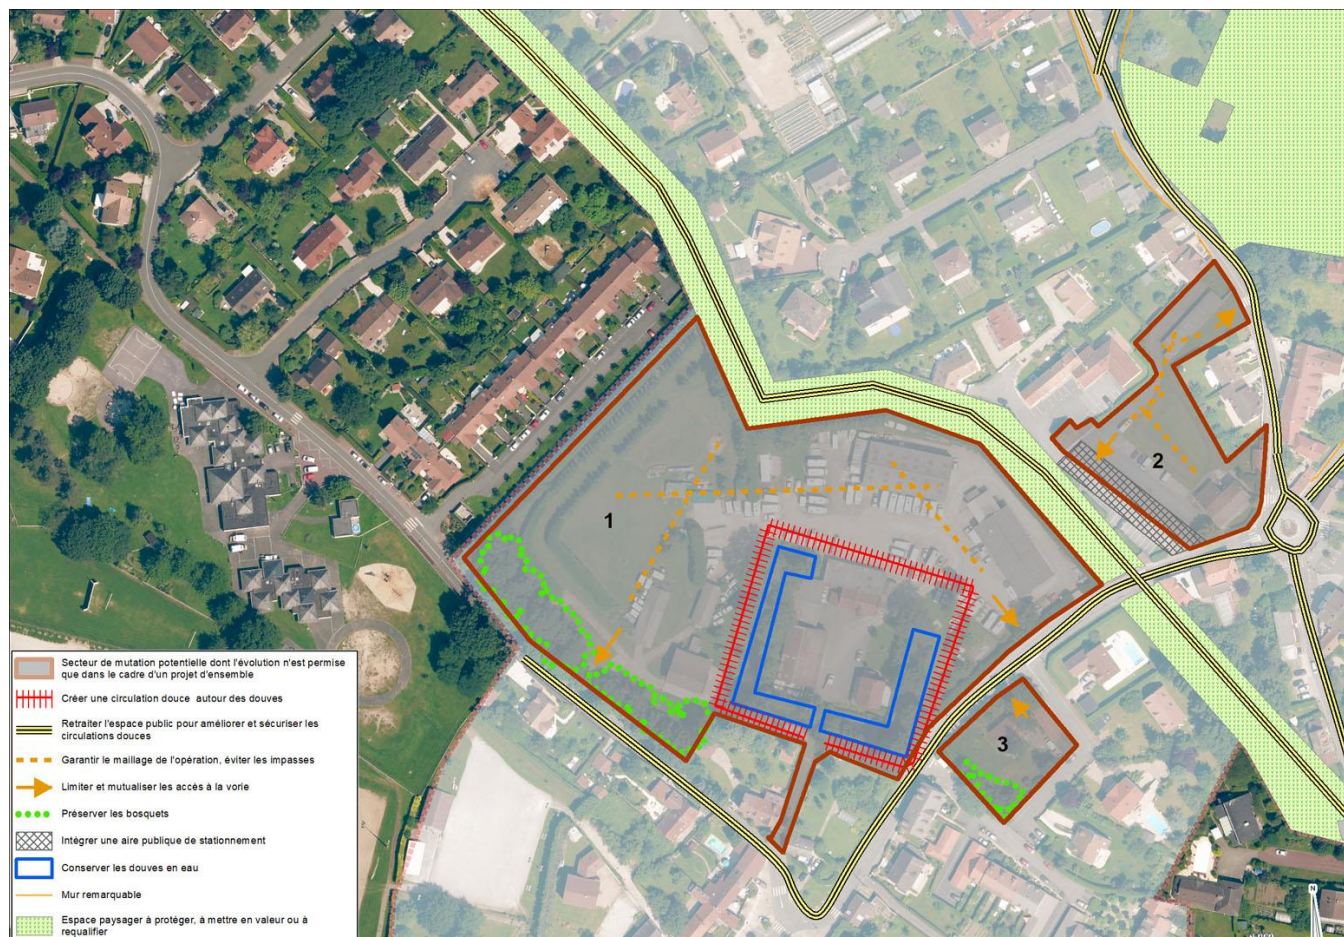 1
2
3
Secteur de mutation potentielle dont l'évolution n'est permise
que dans le cadre d'un projet d'ensemble
Créer une circulation douce autour des douves
Retraiter l'espace public pour améliorer et sécuriser les
circulations douces
Garantir le maillage de l'opération, éviter les impasses
Limiter et mutualiser les accès à la vorie
Préserver les bosquets
Intégrer une aire publique de stationnement
Conserver les douves en eau
Mur remarquable
Espace paysager à protéger, à mettre en valeur ou à
requalifier
N